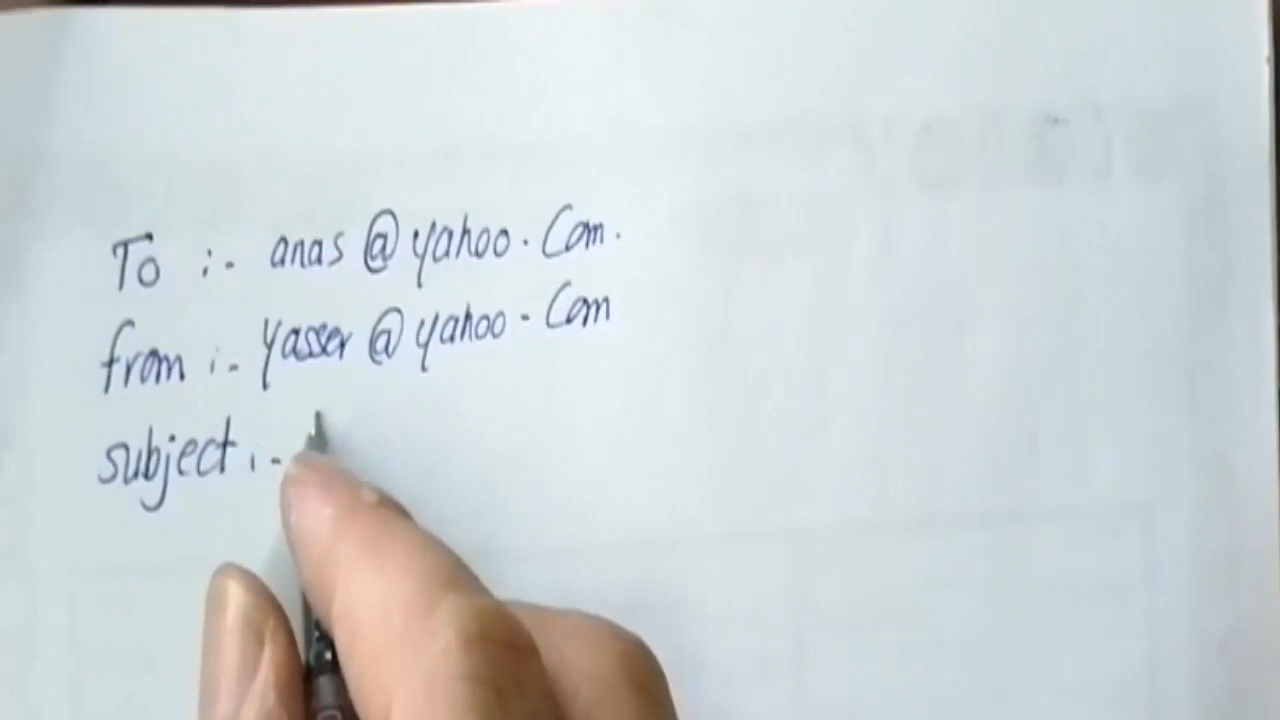 To :- anas @yahoo.Com.
from :- Yasser @yahoo-Com
subject :-